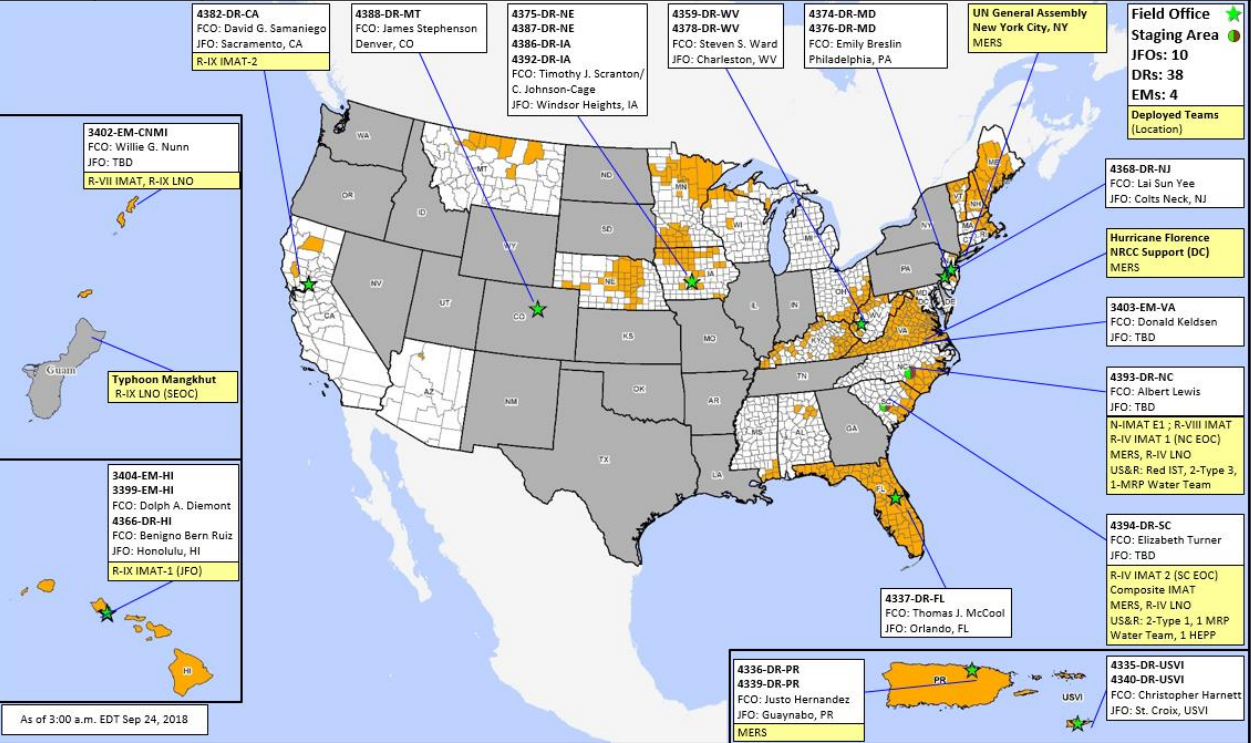 4382-DR-CA
FCO: David G. Samaniego
JFO: Sacramento, CA
R-IX IMAT-2
4388-DR-MT
FCO: James Stephenson
Denver, CO
4375-DR-NE
4387-DR-NE
4386-DR-IA
4392-DR-IA
FCO: Timothy J. Scranton/
C. Johnson-Cage
JFO: Windsor Heights, IA
4359-DR-WV
4378-DR-WV
FCO: Steven S. Ward
JFO: Charleston, WV
4374-DR-MD
4376-DR-MD
FCO: Emily Breslin
Philadelphia, PA
UN General Assembly
New York City, NY
MERS
Field Office
Staging Area
JFOs: 10
DRs: 38
EMs: 4
Deployed Teams
(Location)
3402-EM-CNMI
FCO: Willie G. Nunn
JFO: TBD
R-VII IMAT, R-IX LNO
4368-DR-NJ
FCO: Lai Sun Yee
JFO: Colts Neck, NJ
Hurricane Florence
NRCC Support (DC)
MERS
3403-EM-VA
FCO: Donald Keldsen
JFO: TBD
4393-DR-NC
FCO: Albert Lewis
JFO: TBD
N-IMAT E1 ; R-VIII IMAT
R-IV IMAT 1 (NC EOC)
MERS, R-IV LNO
US&R: Red IST, 2-Type 3,
1-MRP Water Team
Guam
Typhoon Mangkhut
R-IX LNO (SEOC)
3404-EM-HI
3399-EM-HI
FCO: Dolph A. Diemont
4366-DR-HI
FCO: Benigno Bern Ruiz
JFO: Honolulu, HI
R-IX IMAT-1 (JFO)
HI
4394-DR-SC
FCO: Elizabeth Turner
JFO: TBD
R-IV IMAT 2 (SC EOC)
Composite IMAT
MERS, R-IV LNO
US&R: 2-Type 1, 1 MRP
Water Team, 1 HEPP
4337-DR-FL
FCO: Thomas J. McCool
JFO: Orlando, FL
4336-DR-PR
4339-DR-PR
FCO: Justo Hernandez
JFO: Guaynabo, PR
MERS
PR
USVI
4335-DR-USVI
4340-DR-USVI
FCO: Christopher Harnett
JFO: St. Croix, USVI
As of 3:00 a.m. EDT Sep 24, 2018
WA
OR
ID
MT
ND
SD
WY
NV
UT
CO
CA
AZ
NM
NE
KS
OK
TX
MN
IA
MO
AR
LA
WI
MI
IL
IN
OH
KY
TN
MS
AL
GA
FL
SC
NC
VA
WV
MD
DC
DE
PA
NY
VT
NH
ME
MA
CT
RI